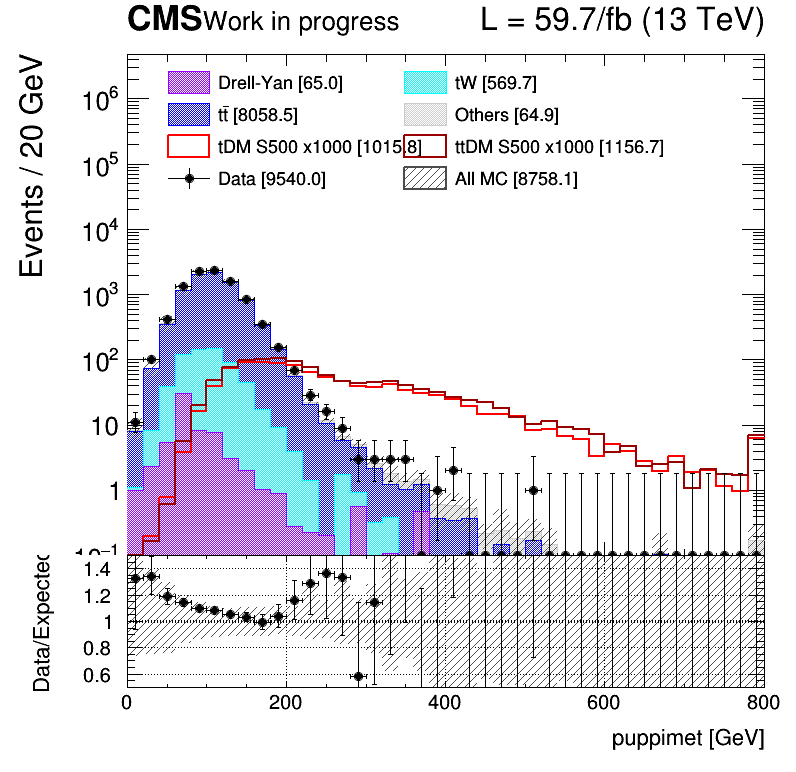 CMS Work in progress L = 59.7/fb (13 TeV)
Events / 20 GeV
Drell-Yan [65.0] tW [569.7]
tt̄ [8058.5] Others [64.9]
tDM S500 x1000 [1015.8] ttDM S500 x1000 [1156.7]
Data [9540.0] All MC [8758.1]
10⁶
10⁵
10⁴
10³
10²
10
1
10⁻¹
Data/Expected
1.4
1.2
1
0.8
0.6
0 200 400 600 800
puppimet [GeV]